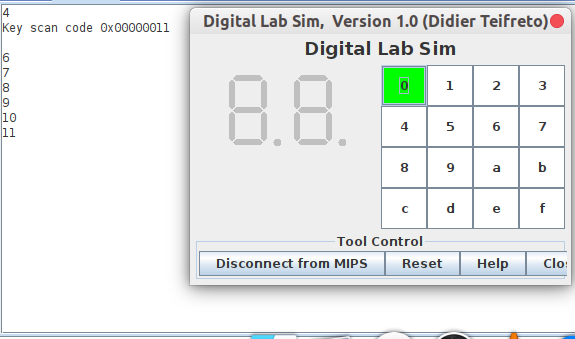 4
Key scan code 0x00000011
6
7
8
9
10
11
Digital Lab Sim, Version 1.0 (Didier Teifreto)
Digital Lab Sim
8.8.
0 1 2 3
4 5 6 7
8 9 a b
c d e f
Tool Control
Disconnect from MIPS Reset Help Clo